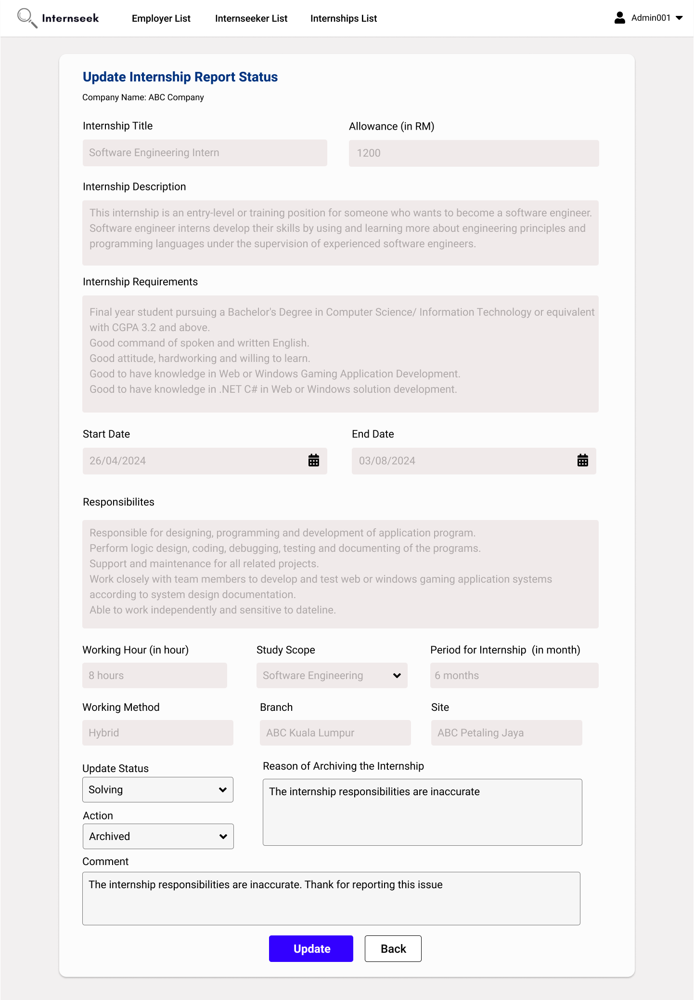 Internseek
Employer List
Internseeker List
Internships List
Admin001
Update Internship Report Status
Company Name: ABC Company
Internship Title
Allowance (in RM)
Software Engineering Intern
1200
Internship Description
This internship is an entry-level or training position for someone who wants to become a software engineer.
Software engineer interns develop their skills by using and learning more about engineering principles and
programming languages under the supervision of experienced software engineers.
Internship Requirements
Final year student pursuing a Bachelor's Degree in Computer Science/ Information Technology or equivalent
with CGPA 3.2 and above.
Good command of spoken and written English.
Good attitude, hardworking and willing to learn.
Good to have knowledge in Web or Windows Gaming Application Development.
Good to have knowledge in .NET C# in Web or Windows solution development.
Start Date
End Date
26/04/2024
03/08/2024
Responsibilites
Responsible for designing, programming and development of application program.
Perform logic design, coding, debugging, testing and documenting of the programs.
Support and maintenance for all related projects.
Work closely with team members to develop and test web or windows gaming application systems
according to system design documentation.
Able to work independently and sensitive to dateline.
Working Hour (in hour)
Study Scope
Period for Internship (in month)
8 hours
Software Engineering
6 months
Working Method
Branch
Site
Hybrid
ABC Kuala Lumpur
ABC Petaling Jaya
Update Status
Reason of Archiving the Internship
Solving
The internship responsibilities are inaccurate
Action
Archived
Comment
The internship responsibilities are inaccurate. Thank for reporting this issue
Update
Back